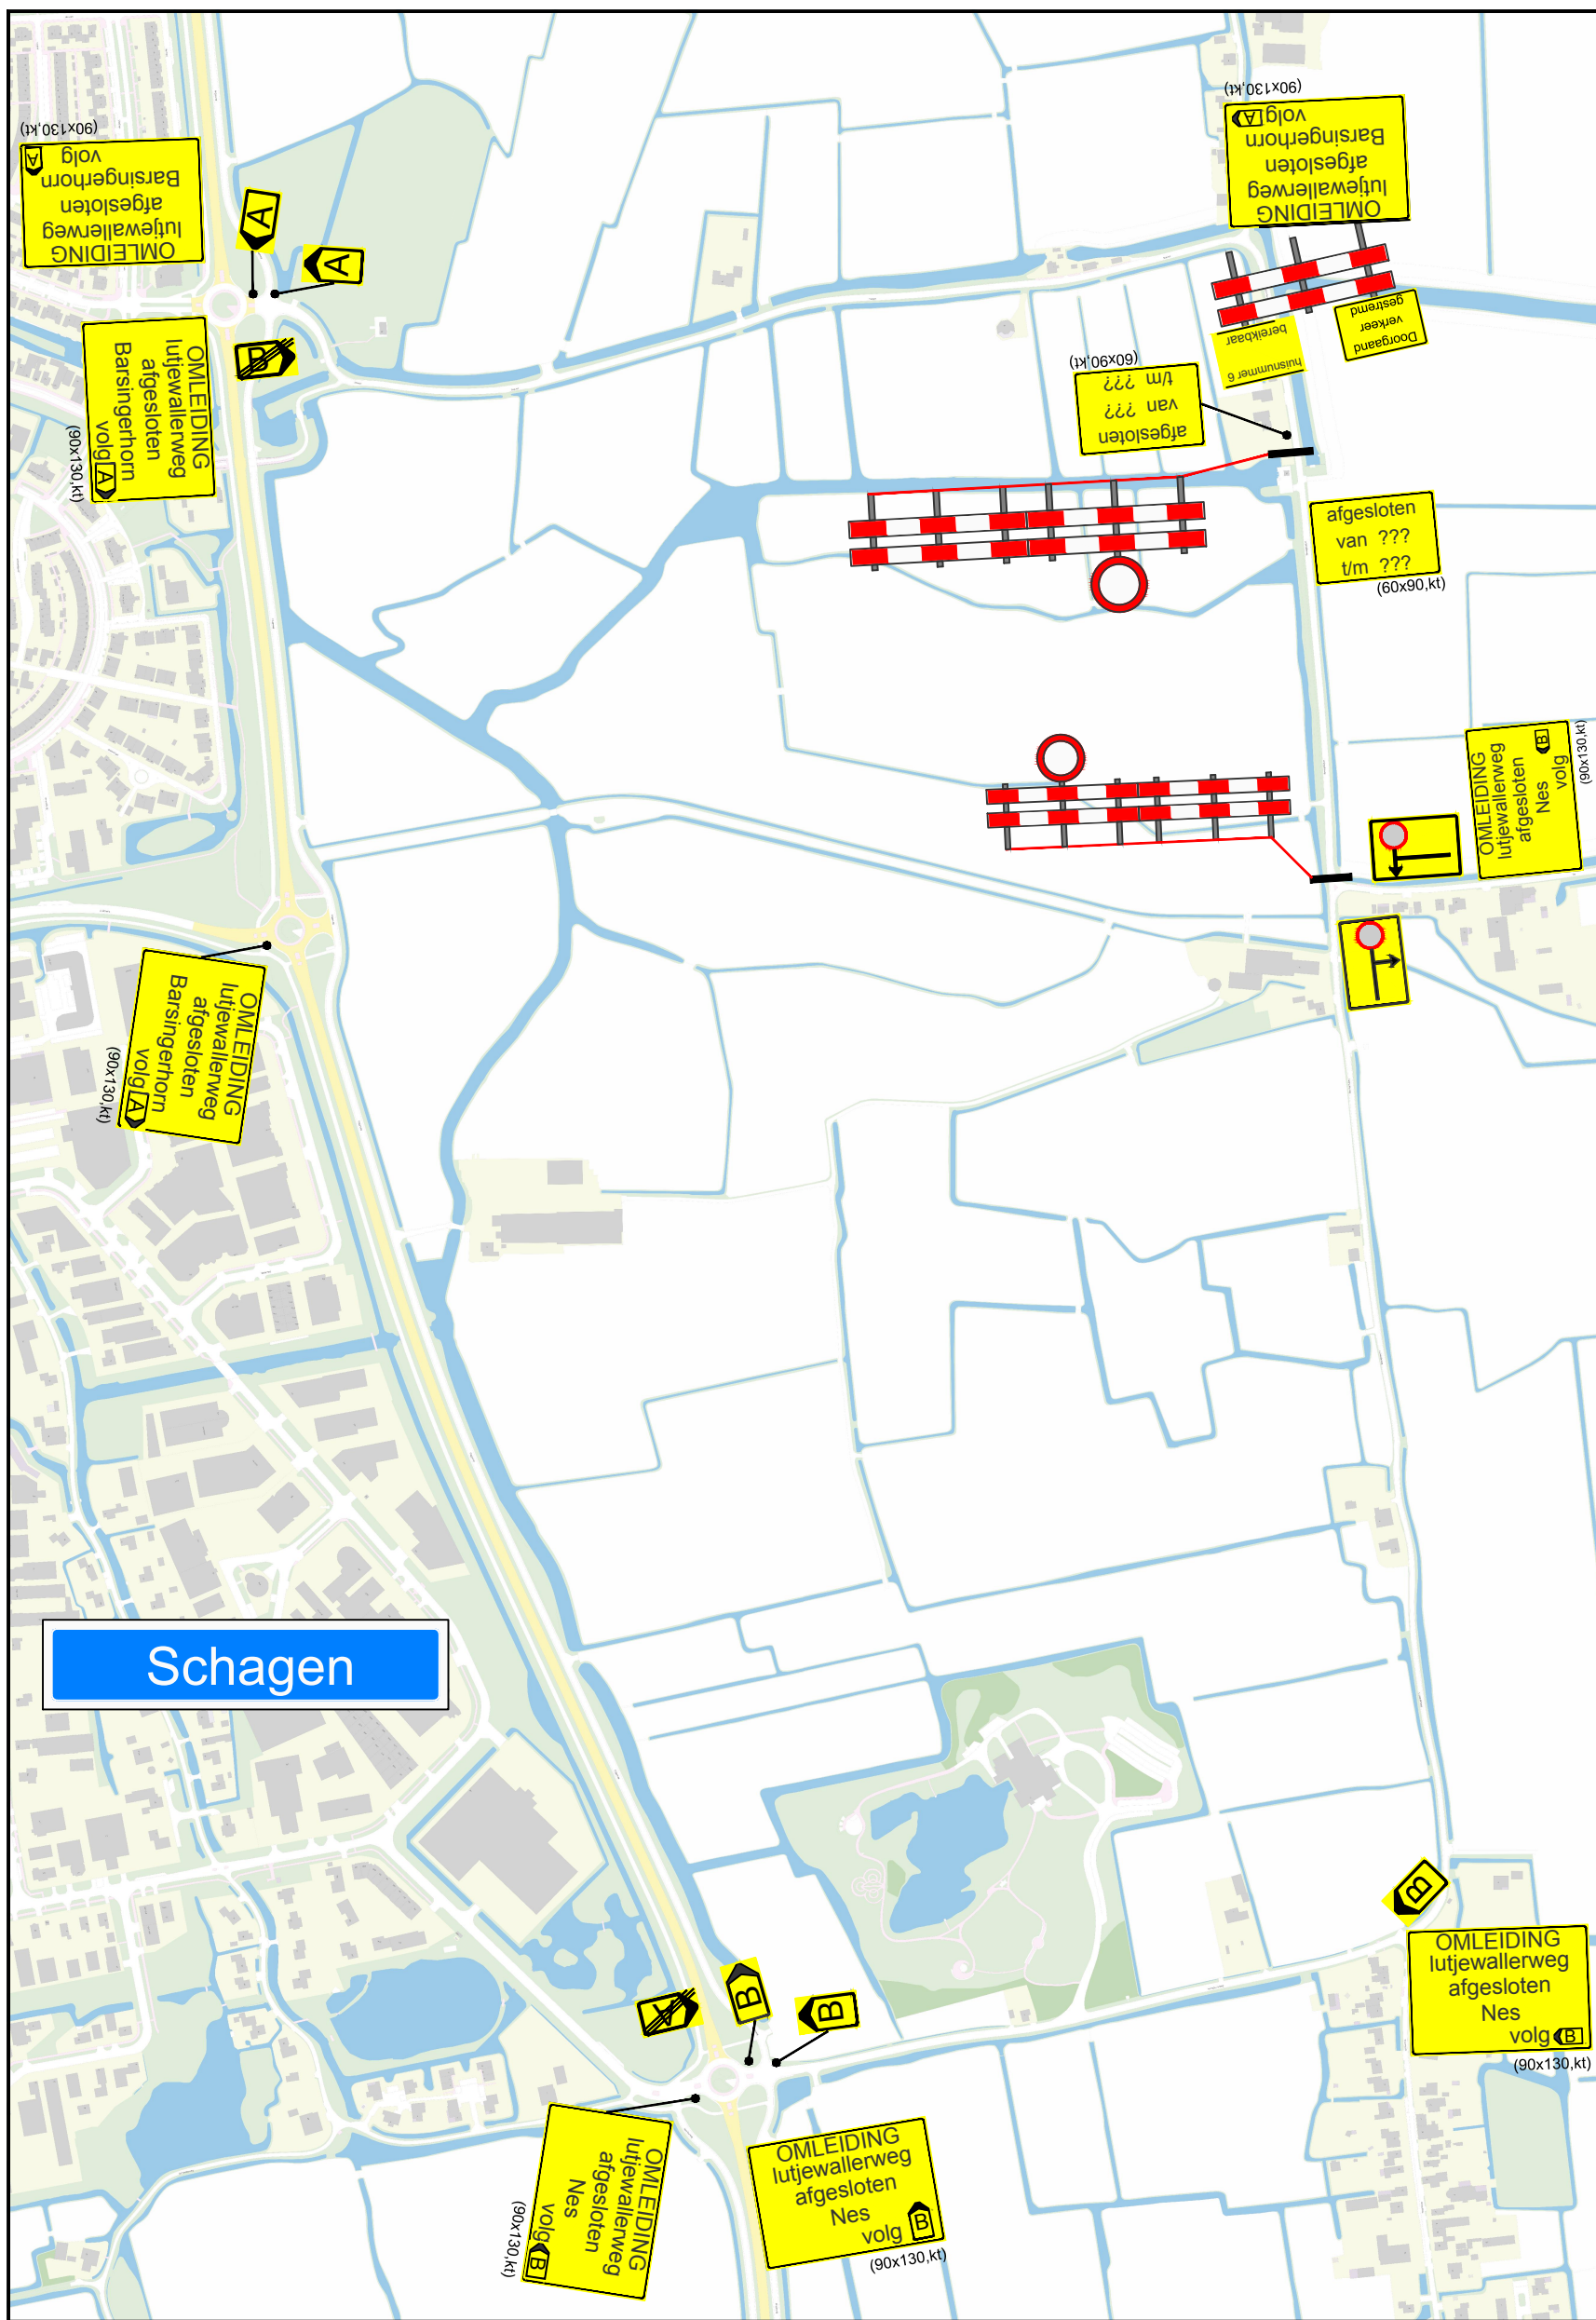 (90x130,kt)
OMLEIDING
lutjewallerweg
afgesloten
Barsingerhorn
volg A
A
A
B
OMLEIDING
lutjewallerweg
afgesloten
Barsingerhorn
volg A
(90x130,kt)
(90x130,kt)
OMLEIDING
lutjewallerweg
afgesloten
Barsingerhorn
volg A
Doorgaand
verkeer
gestremd
huisnummer 6
bereikbaar
(60x90,kt)
afgesloten
van ???
t/m ???
afgesloten
van ???
t/m ???
(60x90,kt)
OMLEIDING
lutjewallerweg
afgesloten
Nes
volg B
(90x130,kt)
OMLEIDING
lutjewallerweg
afgesloten
Barsingerhorn
volg A
(90x130,kt)
Schagen
B
OMLEIDING
lutjewallerweg
afgesloten
Nes
volg B
(90x130,kt)
A
B
B
OMLEIDING
lutjewallerweg
afgesloten
Nes
volg B
(90x130,kt)
OMLEIDING
lutjewallerweg
afgesloten
Nes
volg B
(90x130,kt)